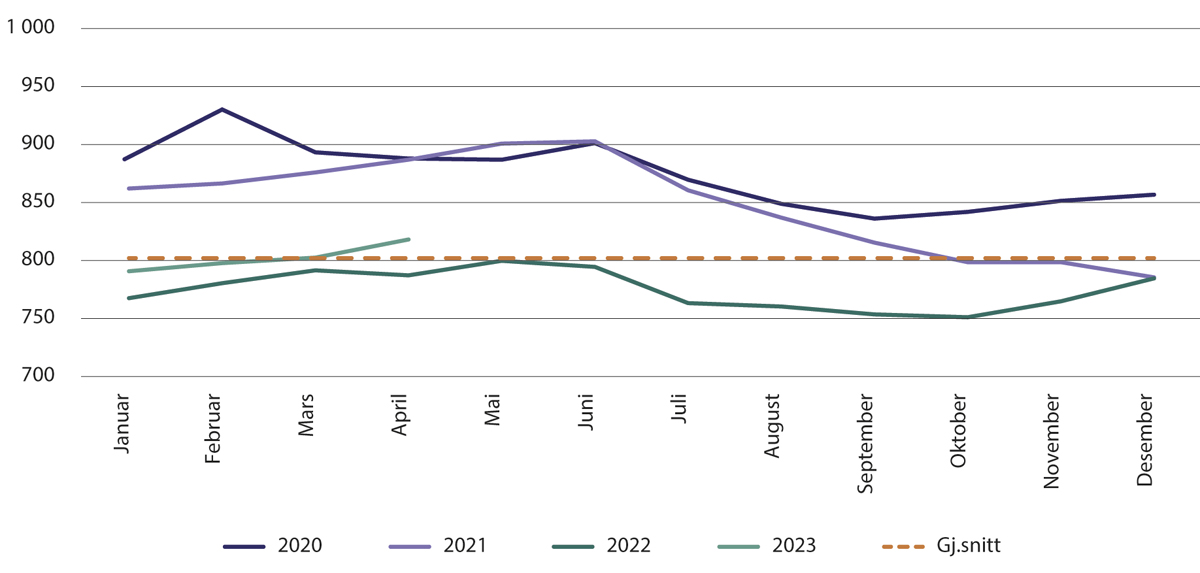 1 000
950
900
850
800
750
700
Januar
Februar
Mars
April
Mai
Juni
Juli
August
September
Oktober
November
Desember
2020 2021 2022 2023 Gj.snitt